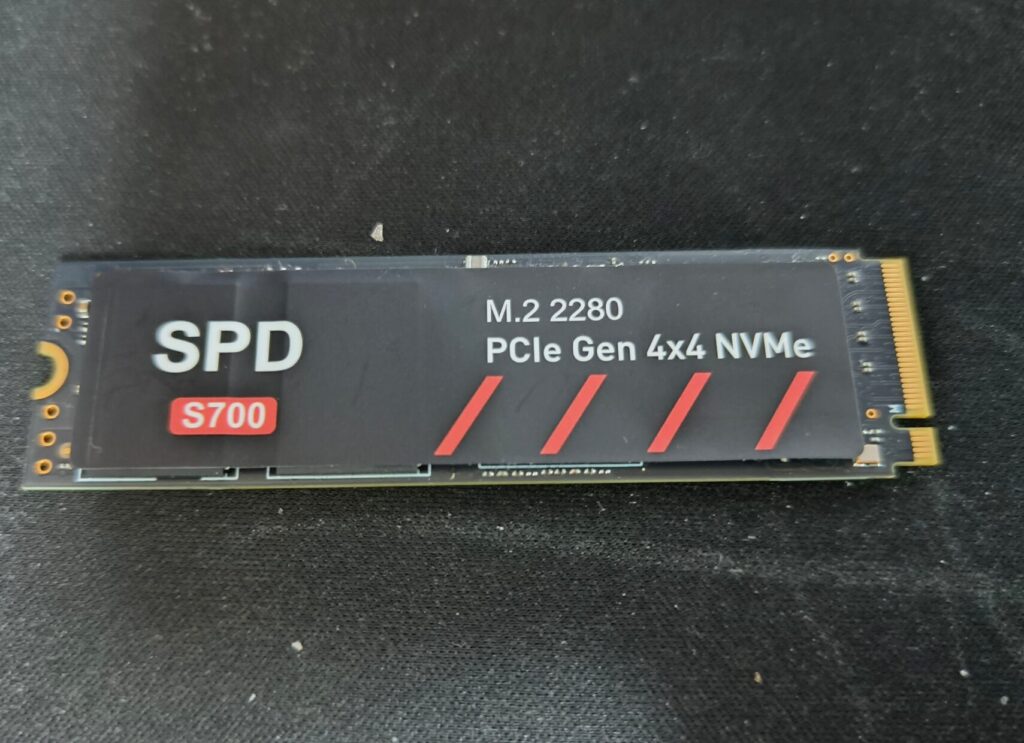 SPD
S700
M.2 2280
PCIe Gen 4x4 NVMe